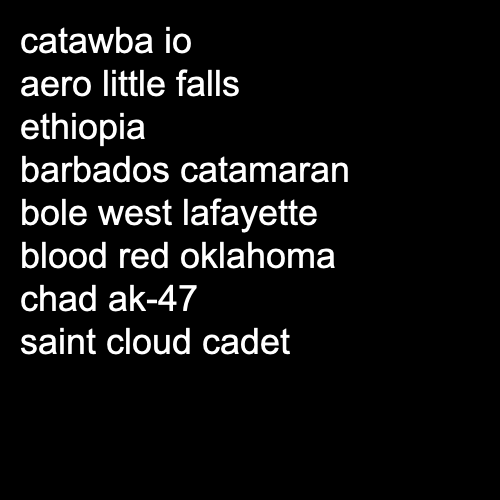 catawba io
aero little falls
ethiopia
barbados catamaran
bole west lafayette
blood red oklahoma
chad ak-47
saint cloud cadet